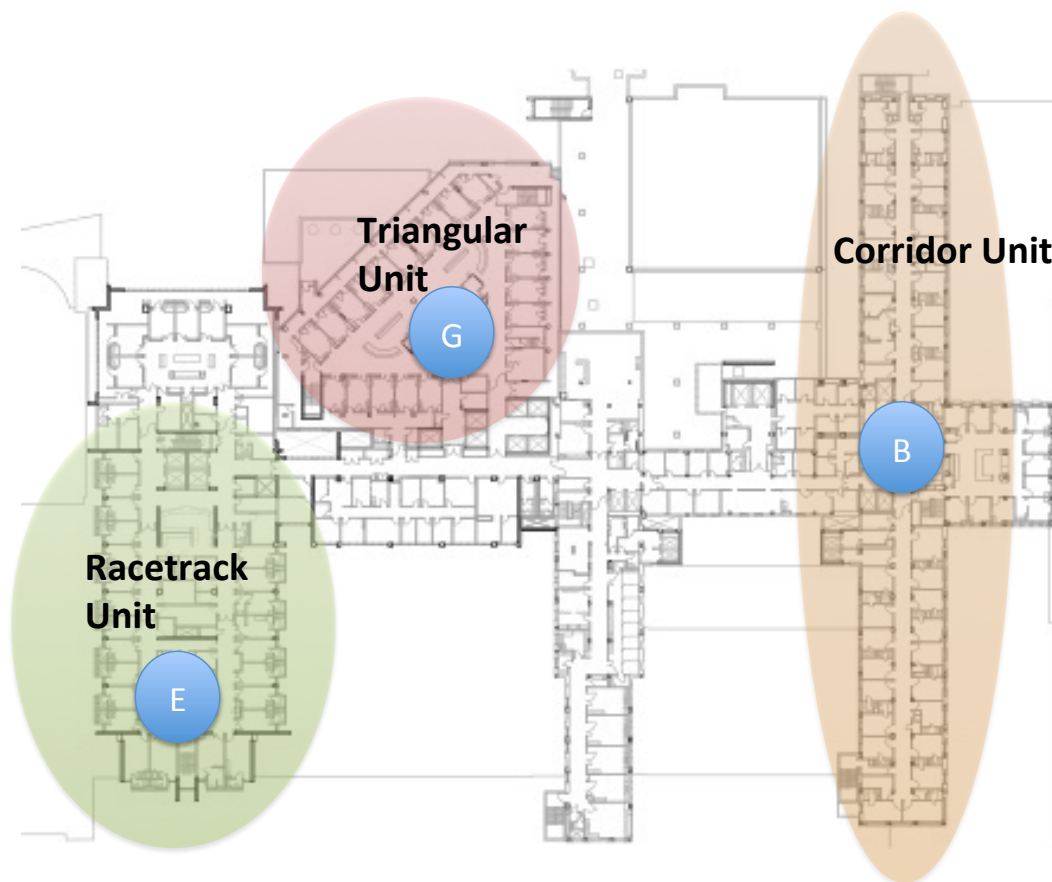 Triangular
Unit
G
Corridor Unit
B
Racetrack
Unit
E